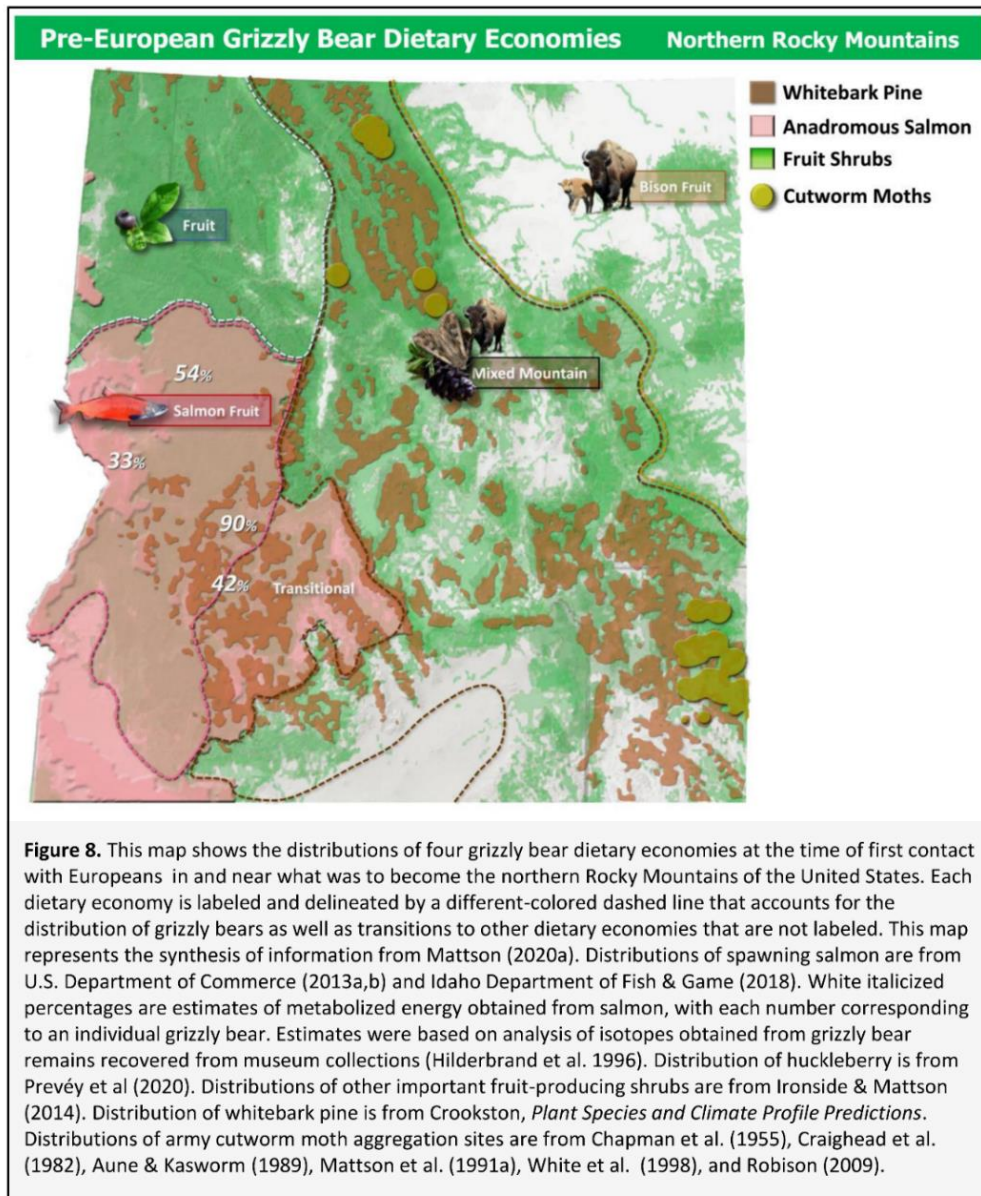 Pre-European Grizzly Bear Dietary Economies Northern Rocky Mountains
Whitebark Pine
Anadromous Salmon
Fruit Shrubs
Cutworm Moths
Bison Fruit
Fruit
Mixed Mountain
54%
Salmon Fruit
33%
90%
42%
Transitional
Figure 8. This map shows the distributions of four grizzly bear dietary economies at the time of first contact
with Europeans in and near what was to become the northern Rocky Mountains of the United States. Each
dietary economy is labeled and delineated by a different-colored dashed line that accounts for the
distribution of grizzly bears as well as transitions to other dietary economies that are not labeled. This map
represents the synthesis of information from Mattson (2020a). Distributions of spawning salmon are from
U.S. Department of Commerce (2013a,b) and Idaho Department of Fish & Game (2018). White italicized
percentages are estimates of metabolized energy obtained from salmon, with each number corresponding
to an individual grizzly bear. Estimates were based on analysis of isotopes obtained from grizzly bear
remains recovered from museum collections (Hilderbrand et al. 1996). Distribution of huckleberry is from
Prevéy et al (2020). Distributions of other important fruit-producing shrubs are from Ironside & Mattson
(2014). Distribution of whitebark pine is from Crookston, Plant Species and Climate Profile Predictions.
Distributions of army cutworm moth aggregation sites are from Chapman et al. (1955), Craighead et al.
(1982), Aune & Kasworm (1989), Mattson et al. (1991a), White et al. (1998), and Robison (2009).